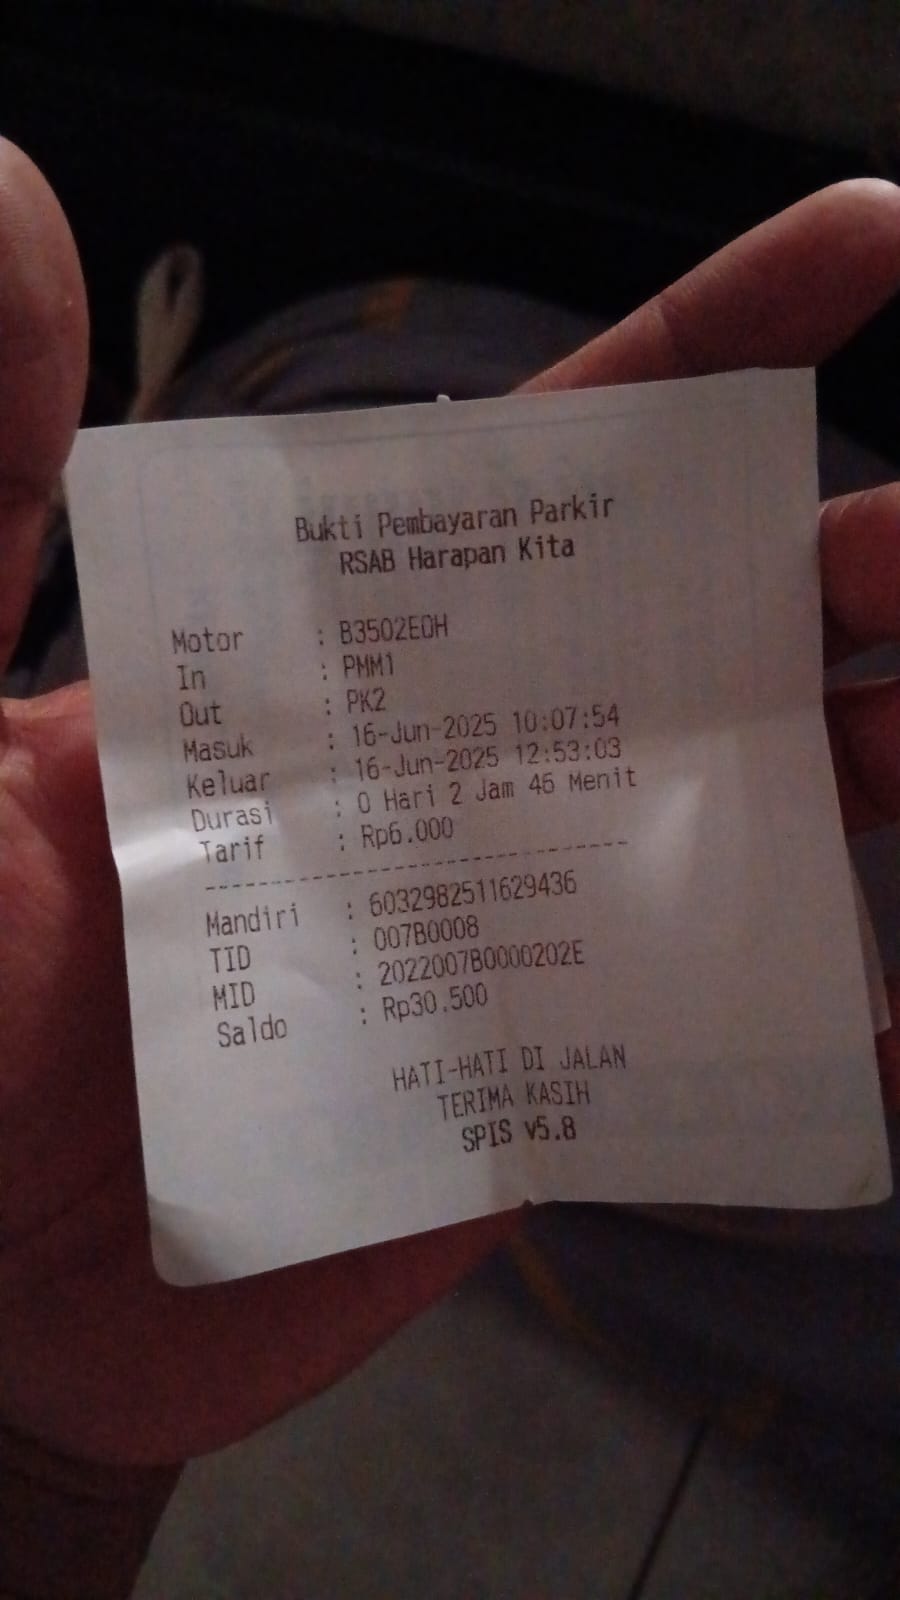 Bukti Pembayaran Parkir
RSAB Harapan Kita
Motor : B3502EOH
In : PMM1
Out : PK2
Masuk : 16-Jun-2025 10:07:54
Keluar : 16-Jun-2025 12:53:03
Durasi : 0 Hari 2 Jam 46 Menit
Tarif : Rp6.000
Mandiri : 6032982511629436
TID : 007B0008
MID : 2022007B0000202E
Saldo : Rp30.500
HATI-HATI DI JALAN
TERIMA KASIH
SPIS v5.8